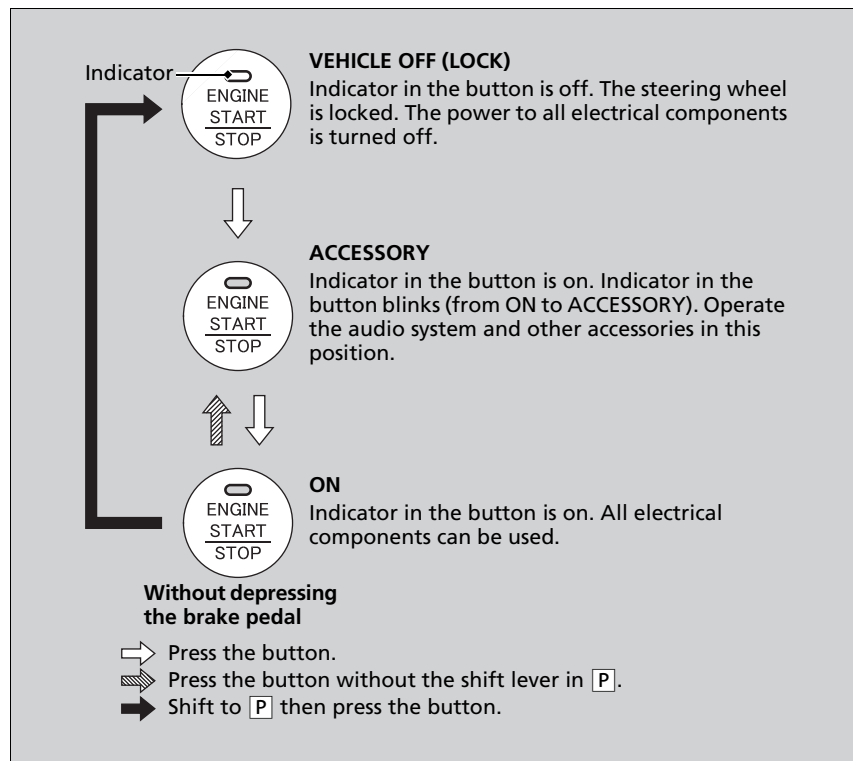 Indicator
ENGINE
START
STOP
VEHICLE OFF (LOCK)
Indicator in the button is off. The steering wheel
is locked. The power to all electrical components
is turned off.
ENGINE
START
STOP
ACCESSORY
Indicator in the button is on. Indicator in the
button blinks (from ON to ACCESSORY). Operate
the audio system and other accessories in this
position.
ENGINE
START
STOP
ON
Indicator in the button is on. All electrical
components can be used.
Without depressing
the brake pedal
Press the button.
Press the button without the shift lever in P.
Shift to P then press the button.